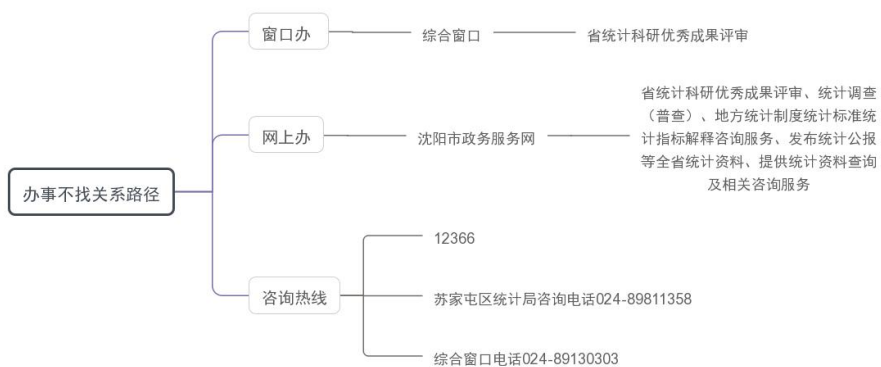 办事不找关系路径
窗口办
综合窗口
省统计科研优秀成果评审
网上办
沈阳市政务服务网
省统计科研优秀成果评审、统计调查
（普查）、地方统计制度统计标准统
计指标解释咨询服务、发布统计公报
等全省统计资料、提供统计资料查询
及相关咨询服务
咨询热线
12366
苏家屯区统计局咨询电话024-89811358
综合窗口电话024-89130303